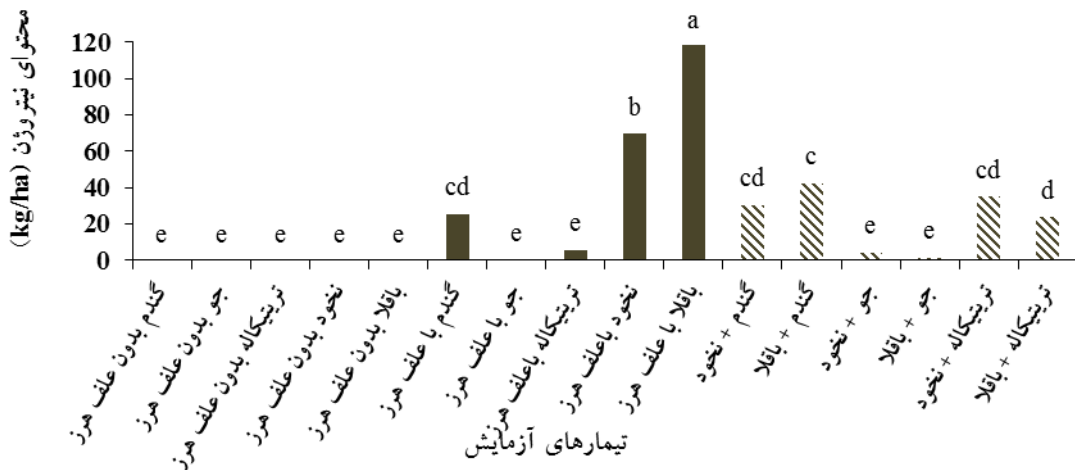 محتوای نیتروژن (kg/ha)
120
100
80
60
40
20
0
e
e
e
e
e
cd
e
e
b
a
cd
c
e
e
cd
d
گندم بدون علف هرز
جو بدون علف هرز
تریتیکاله بدون علف هرز
نخود بدون علف هرز
باقلا بدون علف هرز
گندم با علف هرز
جو با علف هرز
تریتیکاله باعلف هرز
نخود باعلف هرز
باقلا با علف هرز
گندم + نخود
گندم + باقلا
جو + نخود
جو + باقلا
تریتیکاله + نخود
تریتیکاله + باقلا
تیمارهای آزمایش